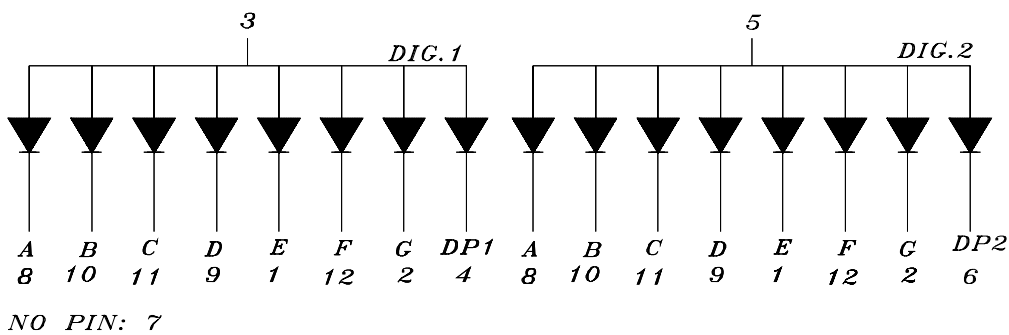 3 5
DIG.1 DIG.2
A B C D E F G DP1 A B C D E F G DP2
8 10 11 9 1 12 2 4 8 10 11 9 1 12 2 6
NO PIN: 7